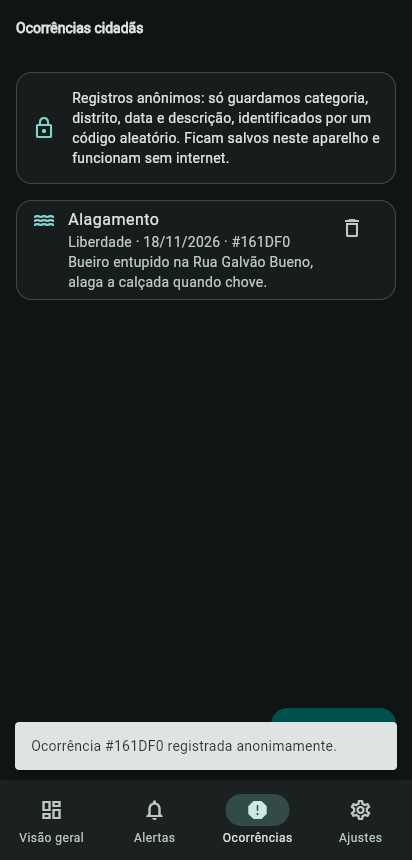 Ocorrências cidadãs
Registros anônimos: só guardamos categoria,
distrito, data e descrição, identificados por um
código aleatório. Ficam salvos neste aparelho e
funcionam sem internet.
Alagamento
Liberdade · 18/11/2026 · #161DF0
Bueiro entupido na Rua Galvão Bueno,
alaga a calçada quando chove.
Ocorrência #161DF0 registrada anonimamente.
Visão geral
Alertas
Ocorrências
Ajustes